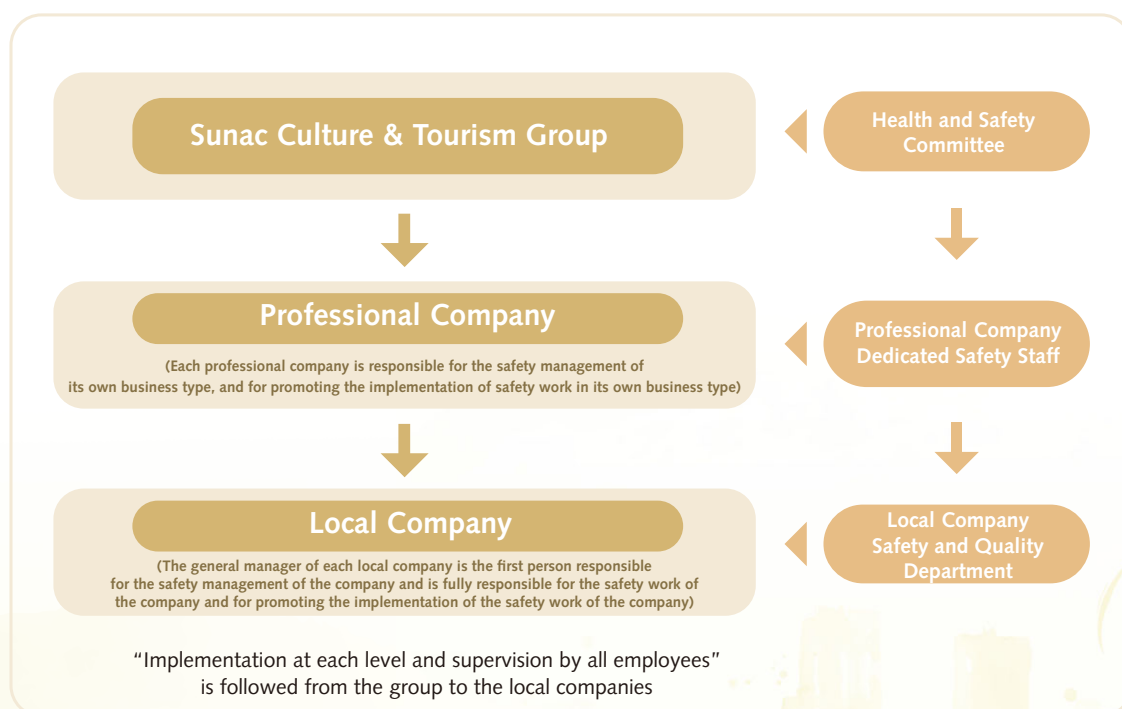 Sunac Culture & Tourism Group
Health and Safety
Committee
Professional Company
(Each professional company is responsible for the safety management of
its own business type, and for promoting the implementation of safety work in its own business type)
Professional Company
Dedicated Safety Staff
Local Company
(The general manager of each local company is the first person responsible
for the safety management of the company and is fully responsible for the safety work of
the company and for promoting the implementation of the safety work of the company)
Local Company
Safety and Quality
Department
“Implementation at each level and supervision by all employees”
is followed from the group to the local companies